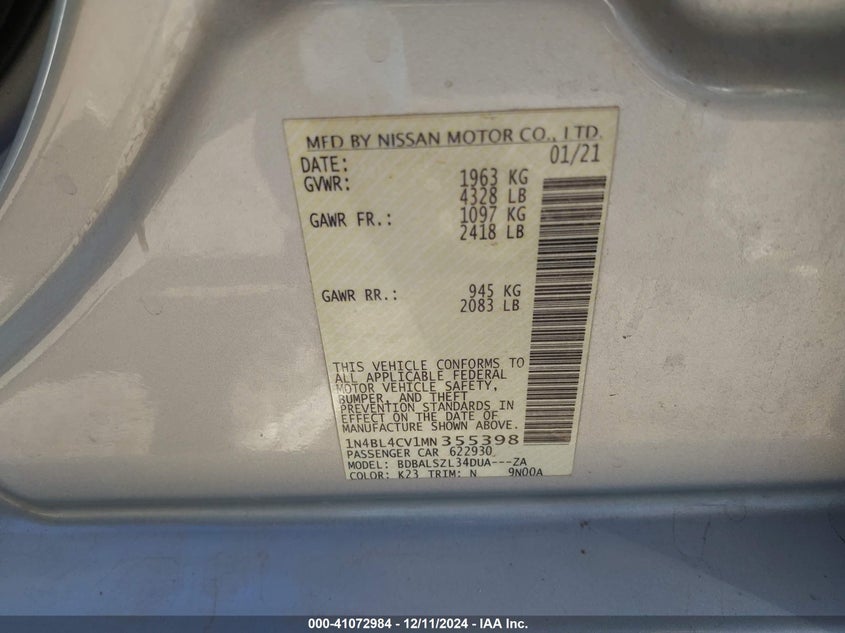 MFD BY NISSAN MOTOR CO., LTD.
DATE: 01/21
GVWR: 1963 KG
4328 LB
GAWR FR.: 1097 KG
2418 LB
GAWR RR.: 945 KG
2083 LB
THIS VEHICLE CONFORMS TO
ALL APPLICABLE FEDERAL
MOTOR VEHICLE SAFETY,
BUMPER, AND THEFT
PREVENTION STANDARDS IN
EFFECT ON THE DATE OF
MANUFACTURE SHOWN ABOVE.
1N4BL4CV1MN355398
PASSENGER CAR 622930
MODEL: BDBALSZL34DUA---ZA
COLOR: K23 TRIM: N 9N00A
000-41072984 - 12/11/2024 - IAA Inc.